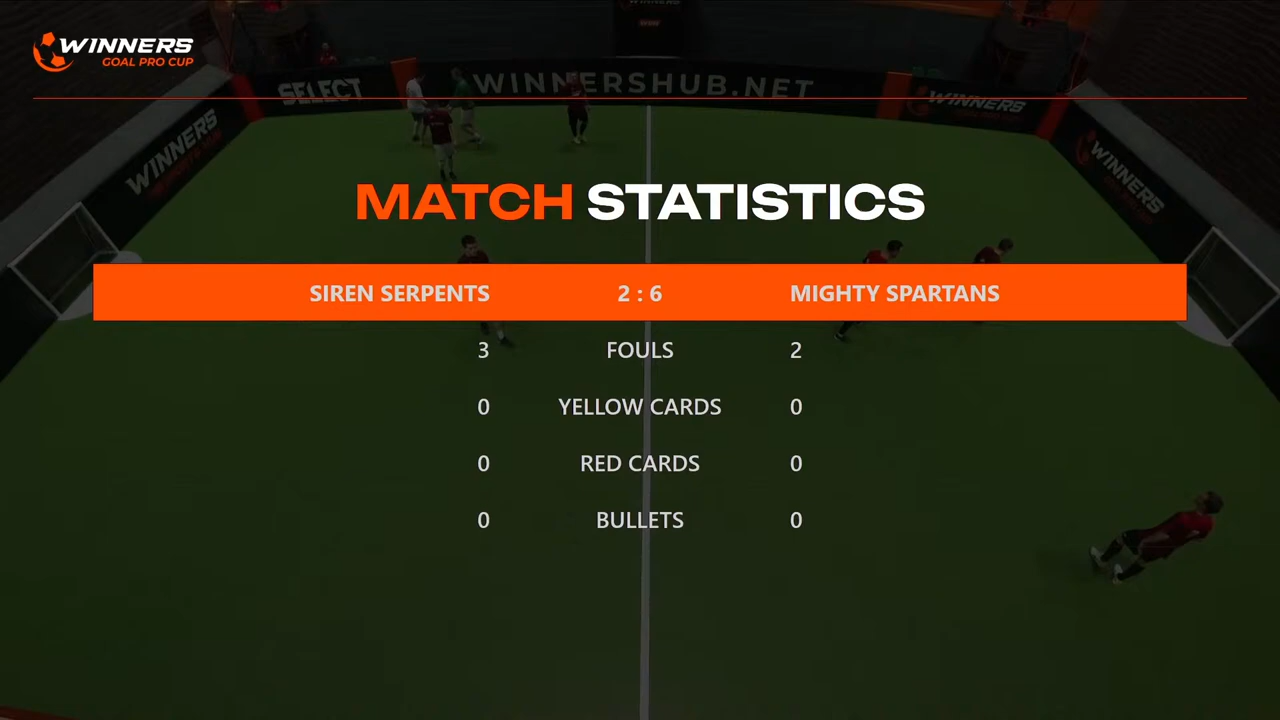 WINNERS
GOAL PRO CUP
SELECT
WINNERSHUB.NET
WINNERS
WINNERS
WINNERS
MATCH STATISTICS
SIREN SERPENTS 2 : 6 MIGHTY SPARTANS
3 FOULS 2
0 YELLOW CARDS 0
0 RED CARDS 0
0 BULLETS 0